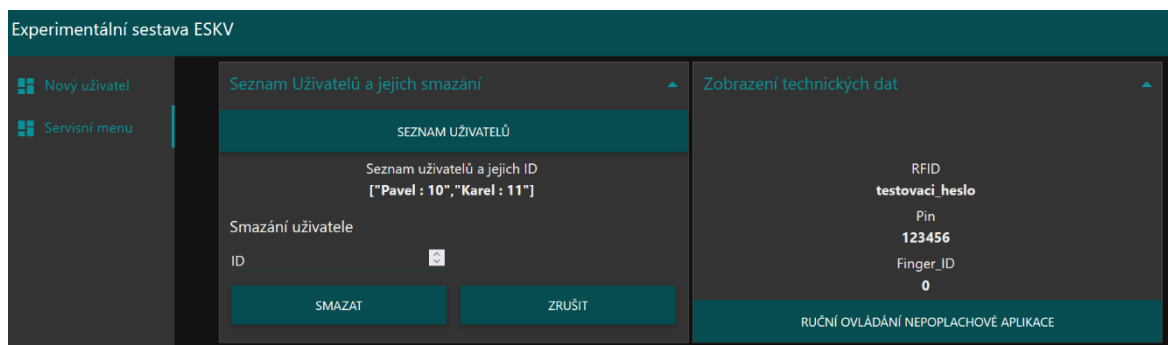 Experimentální sestava ESKV
Nový uživatel
Servisní menu
Seznam Uživatelů a jejich smazání
SEZNAM UŽIVATELŮ
Seznam uživatelů a jejich ID
["Pavel : 10","Karel : 11"]
Smazání uživatele
ID
SMAZAT
ZRUŠIT
Zobrazení technických dat
RFID
testovaci_heslo
Pin
123456
Finger_ID
0
RUČNÍ OVLÁDÁNÍ NEPOPLACHOVÉ APLIKACE